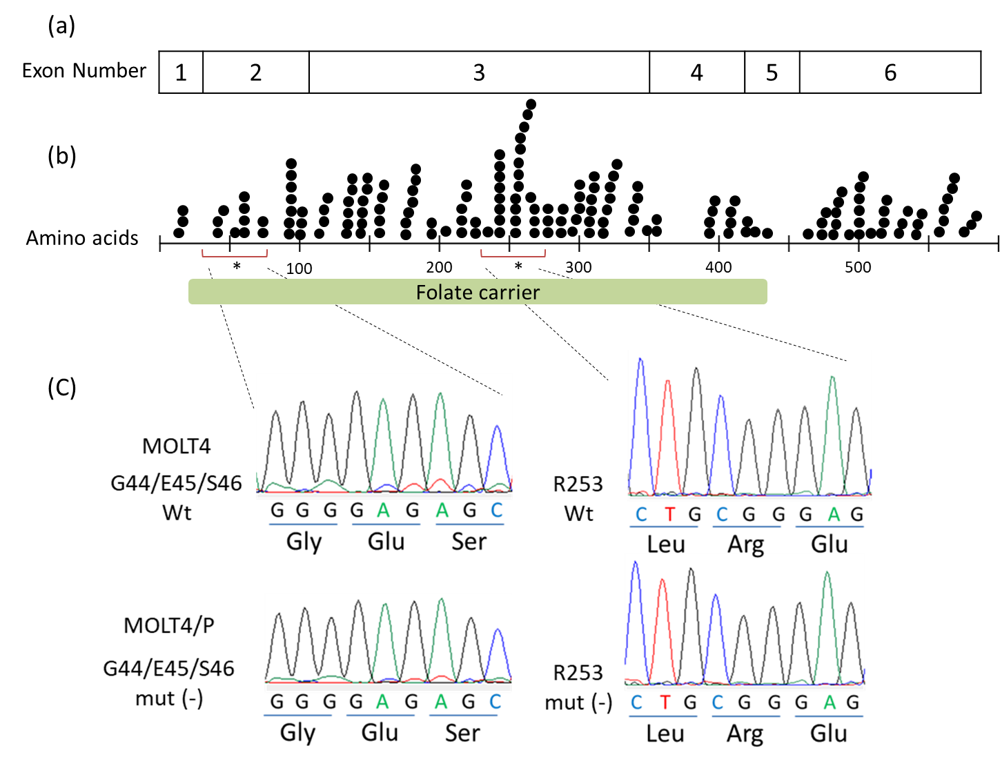 (a)
Exon Number 1 2 3 4 5 6
(b)
Amino acids
* *
100 200 300 400 500
Folate carrier
(C)
MOLT4
G44/E45/S46
Wt
G G G G A G A G C
Gly Glu Ser
R253
Wt
C T G C G G G A G
Leu Arg Glu
MOLT4/P
G44/E45/S46
mut (-)
G G G G A G A G C
Gly Glu Ser
R253
mut (-)
C T G C G G G A G
Leu Arg Glu